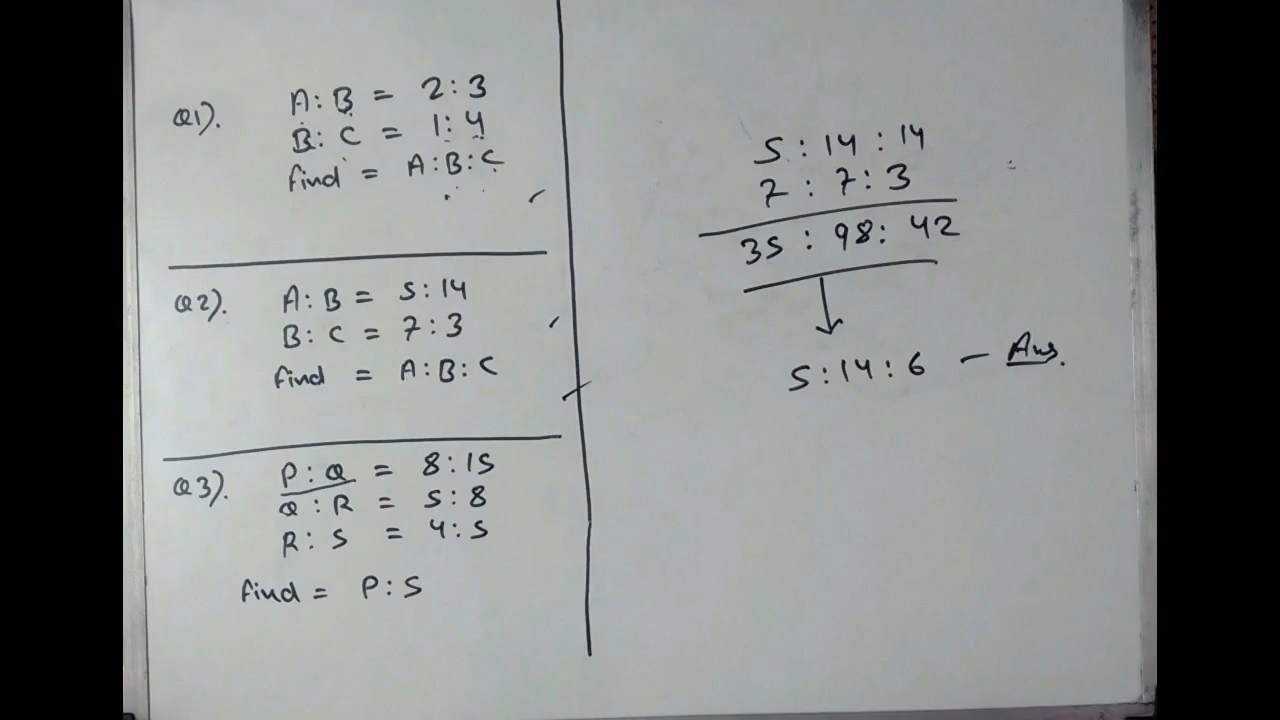 Q1). A:B = 2:3
B:C = 1:4
find = A:B:C
Q2). A:B = 5:14
B:C = 7:3
find = A:B:C
Q3). P:Q = 8:15
Q:R = 5:8
R:S = 4:5
find = P:S
5:14:14
7:7:3
35:98:42
5:14:6 - Ans.